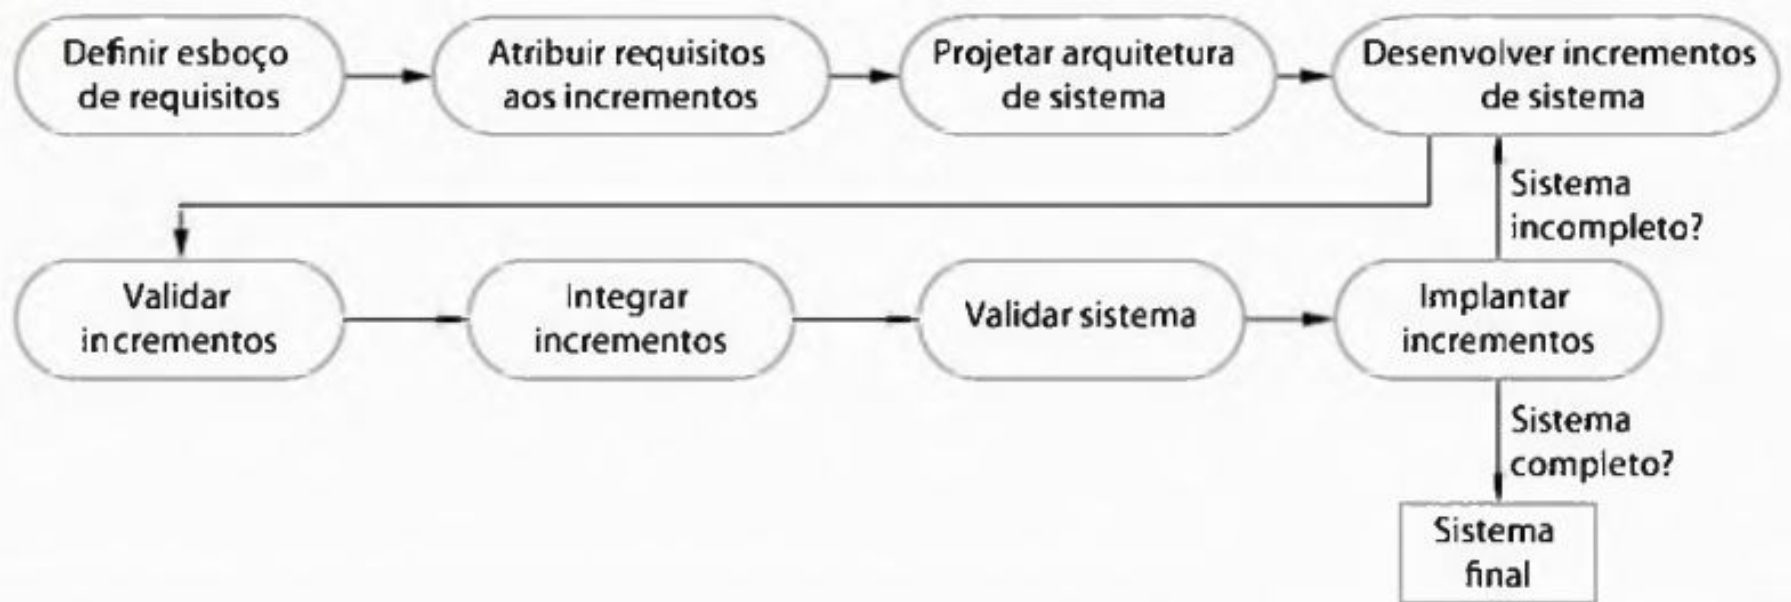 Definir esboço
de requisitos
Atribuir requisitos
aos incrementos
Projetar arquitetura
de sistema
Desenvolver incrementos
de sistema
Sistema
incompleto?
Validar
incrementos
Integrar
incrementos
Validar sistema
Implantar
incrementos
Sistema
completo?
Sistema
final